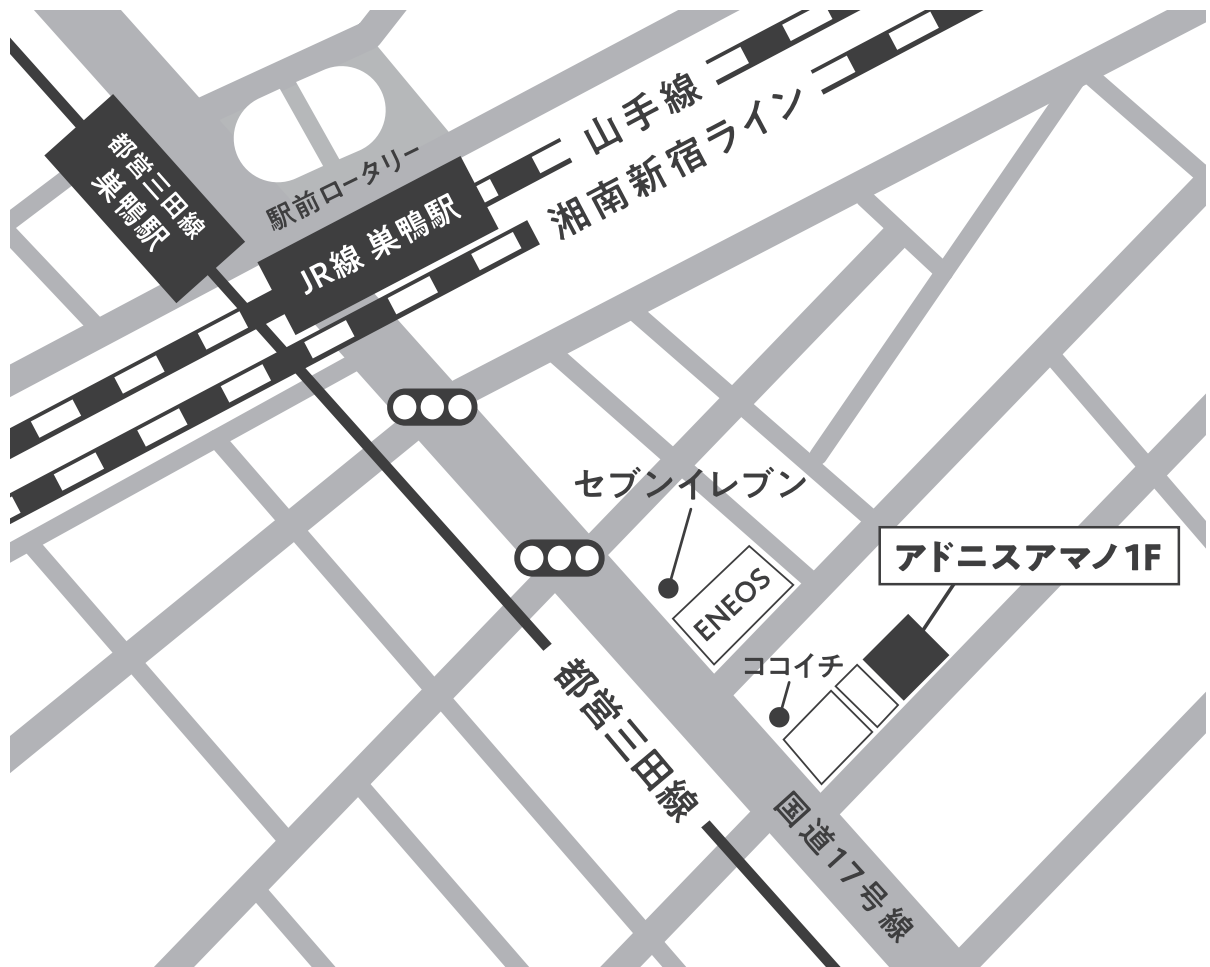 山手線
湘南新宿ライン
都営三田線
巣鴨駅
駅前ロータリー
JR線 巣鴨駅
セブンイレブン
アドニスアマノ1F
ENEOS
ココイチ
都営三田線
国道17号線